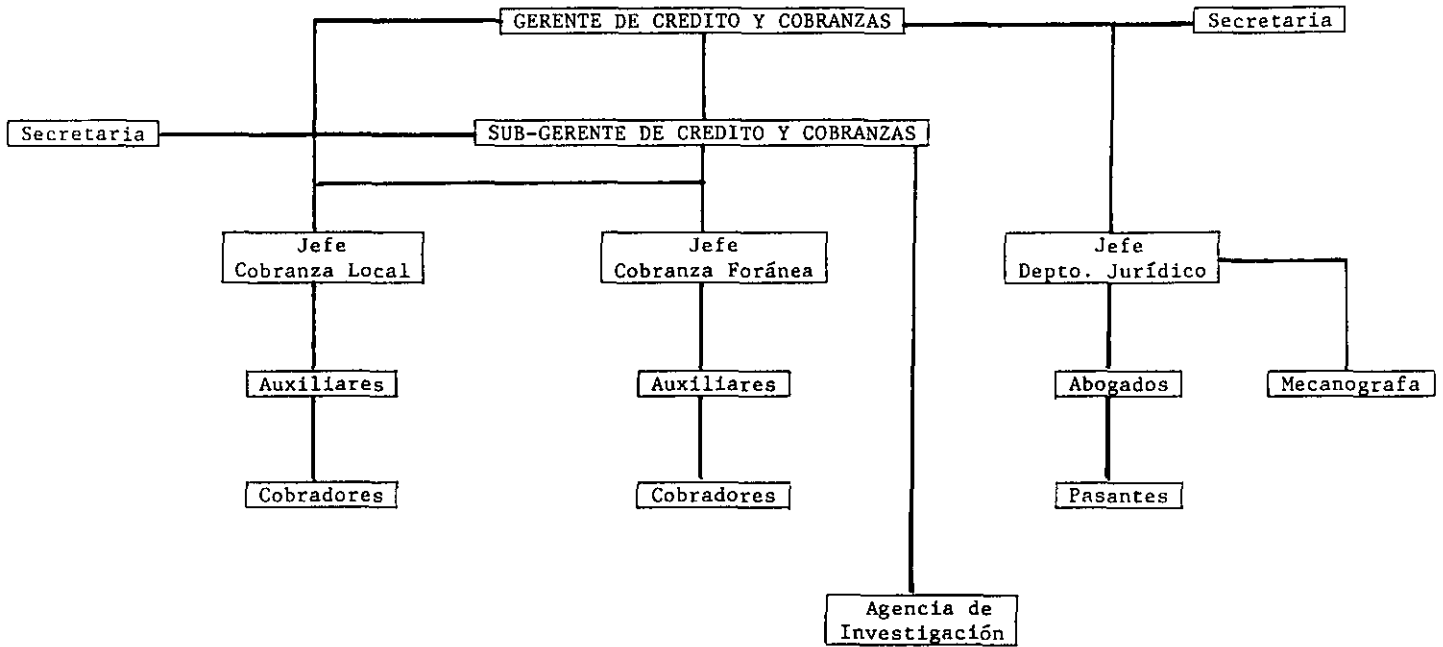 GERENTE DE CREDITO Y COBRANZAS
Secretaria
Secretaria
SUB-GERENTE DE CREDITO Y COBRANZAS
Jefe
Cobranza Local
Jefe
Cobranza Foránea
Jefe
Depto. Jurídico
Auxiliares
Auxiliares
Abogados
Mecanografa
Cobradores
Cobradores
Pasantes
Agencia de
Investigación